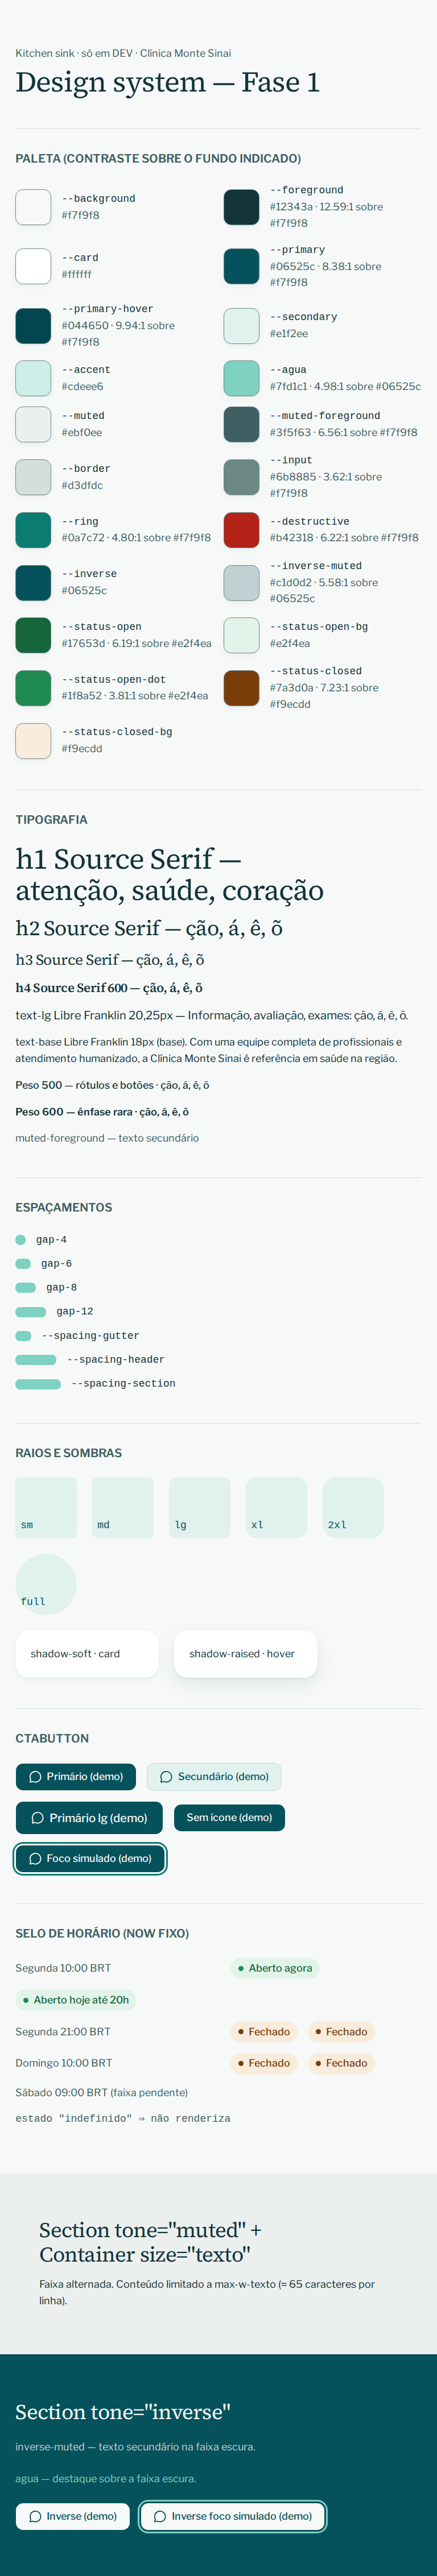 Kitchen sink · só em DEV · Clínica Monte Sinai
Design system — Fase 1
PALETA (CONTRASTE SOBRE O FUNDO INDICADO)
--background
#f7f9f8
--foreground
#12343a · 12.59:1 sobre
#f7f9f8
--card
#ffffff
--primary
#06525c · 8.38:1 sobre
#f7f9f8
--primary-hover
#044650 · 9.94:1 sobre
#f7f9f8
--secondary
#e1f2ee
--accent
#cdeee6
--agua
#7fd1c1 · 4.98:1 sobre #06525c
--muted
#ebf0ee
--muted-foreground
#3f5f63 · 6.56:1 sobre #f7f9f8
--border
#d3dfdc
--input
#6b8885 · 3.62:1 sobre
#f7f9f8
--ring
#0a7c72 · 4.80:1 sobre #f7f9f8
--destructive
#b42318 · 6.22:1 sobre #f7f9f8
--inverse
#06525c
--inverse-muted
#c1d0d2 · 5.58:1 sobre
#06525c
--status-open
#17653d · 6.19:1 sobre #e2f4ea
--status-open-bg
#e2f4ea
--status-open-dot
#1f8a52 · 3.81:1 sobre #e2f4ea
--status-closed
#7a3d0a · 7.23:1 sobre
#f9ecdd
--status-closed-bg
#f9ecdd
TIPOGRAFIA
h1 Source Serif —
atenção, saúde, coração
h2 Source Serif — ção, á, ê, õ
h3 Source Serif — ção, á, ê, õ
h4 Source Serif 600 — ção, á, ê, õ
text-lg Libre Franklin 20,25px — Informação, avaliação, exames: ção, á, ê, õ.
text-base Libre Franklin 18px (base). Com uma equipe completa de profissionais e
atendimento humanizado, a Clínica Monte Sinai é referência em saúde na região.
Peso 500 — rótulos e botões · ção, á, ê, õ
Peso 600 — ênfase rara · ção, á, ê, õ
muted-foreground — texto secundário
ESPAÇAMENTOS
gap-4
gap-6
gap-8
gap-12
--spacing-gutter
--spacing-header
--spacing-section
RAIOS E SOMBRAS
sm
md
lg
xl
2xl
full
shadow-soft · card
shadow-raised · hover
CTABUTTON
Primário (demo)
Secundário (demo)
Primário lg (demo)
Sem ícone (demo)
Foco simulado (demo)
SELO DE HORÁRIO (NOW FIXO)
Segunda 10:00 BRT
Aberto agora
Aberto hoje até 20h
Segunda 21:00 BRT
Fechado
Fechado
Domingo 10:00 BRT
Fechado
Fechado
Sábado 09:00 BRT (faixa pendente)
estado "indefinido" ⇒ não renderiza
Section tone="muted" +
Container size="texto"
Faixa alternada. Conteúdo limitado a max-w-texto (≈ 65 caracteres por
linha).
Section tone="inverse"
inverse-muted — texto secundário na faixa escura.
agua — destaque sobre a faixa escura.
Inverse (demo)
Inverse foco simulado (demo)